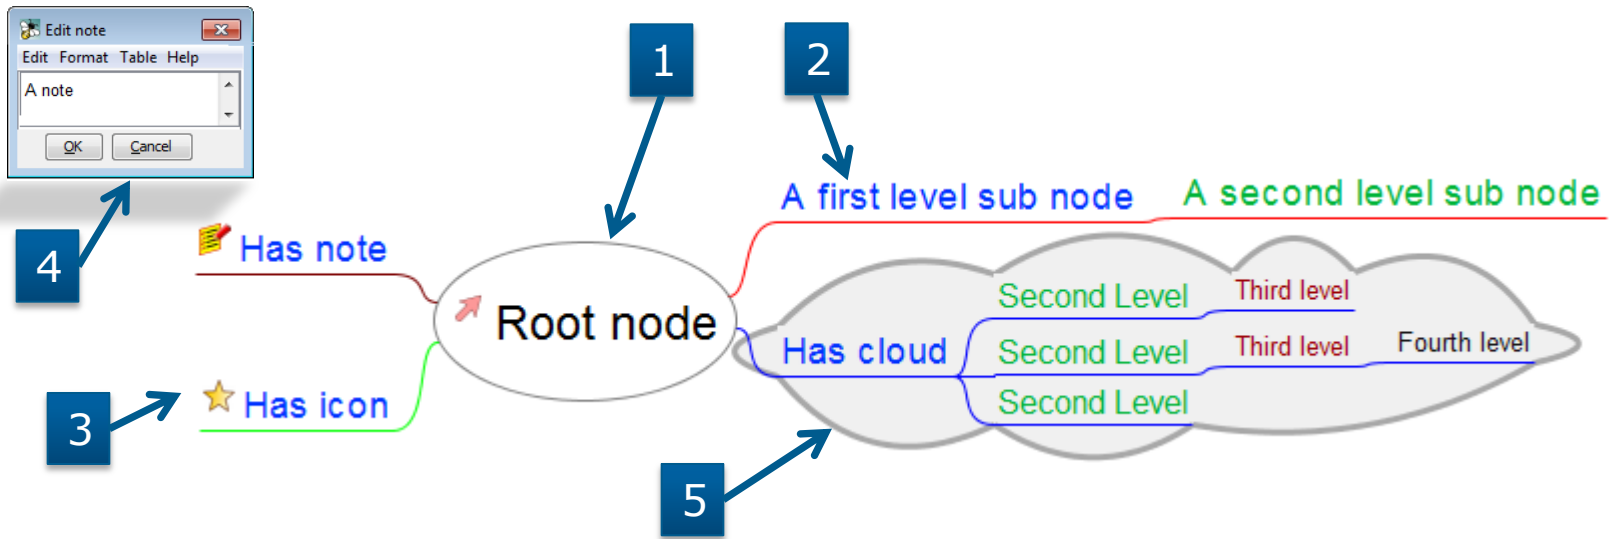 Edit note
Edit Format Table Help
A note
OK Cancel
1
2
A first level sub node
A second level sub node
4
Has note
Root node
Second Level
Third level
Has cloud
Second Level
Third level
Fourth level
Second Level
3
Has icon
5